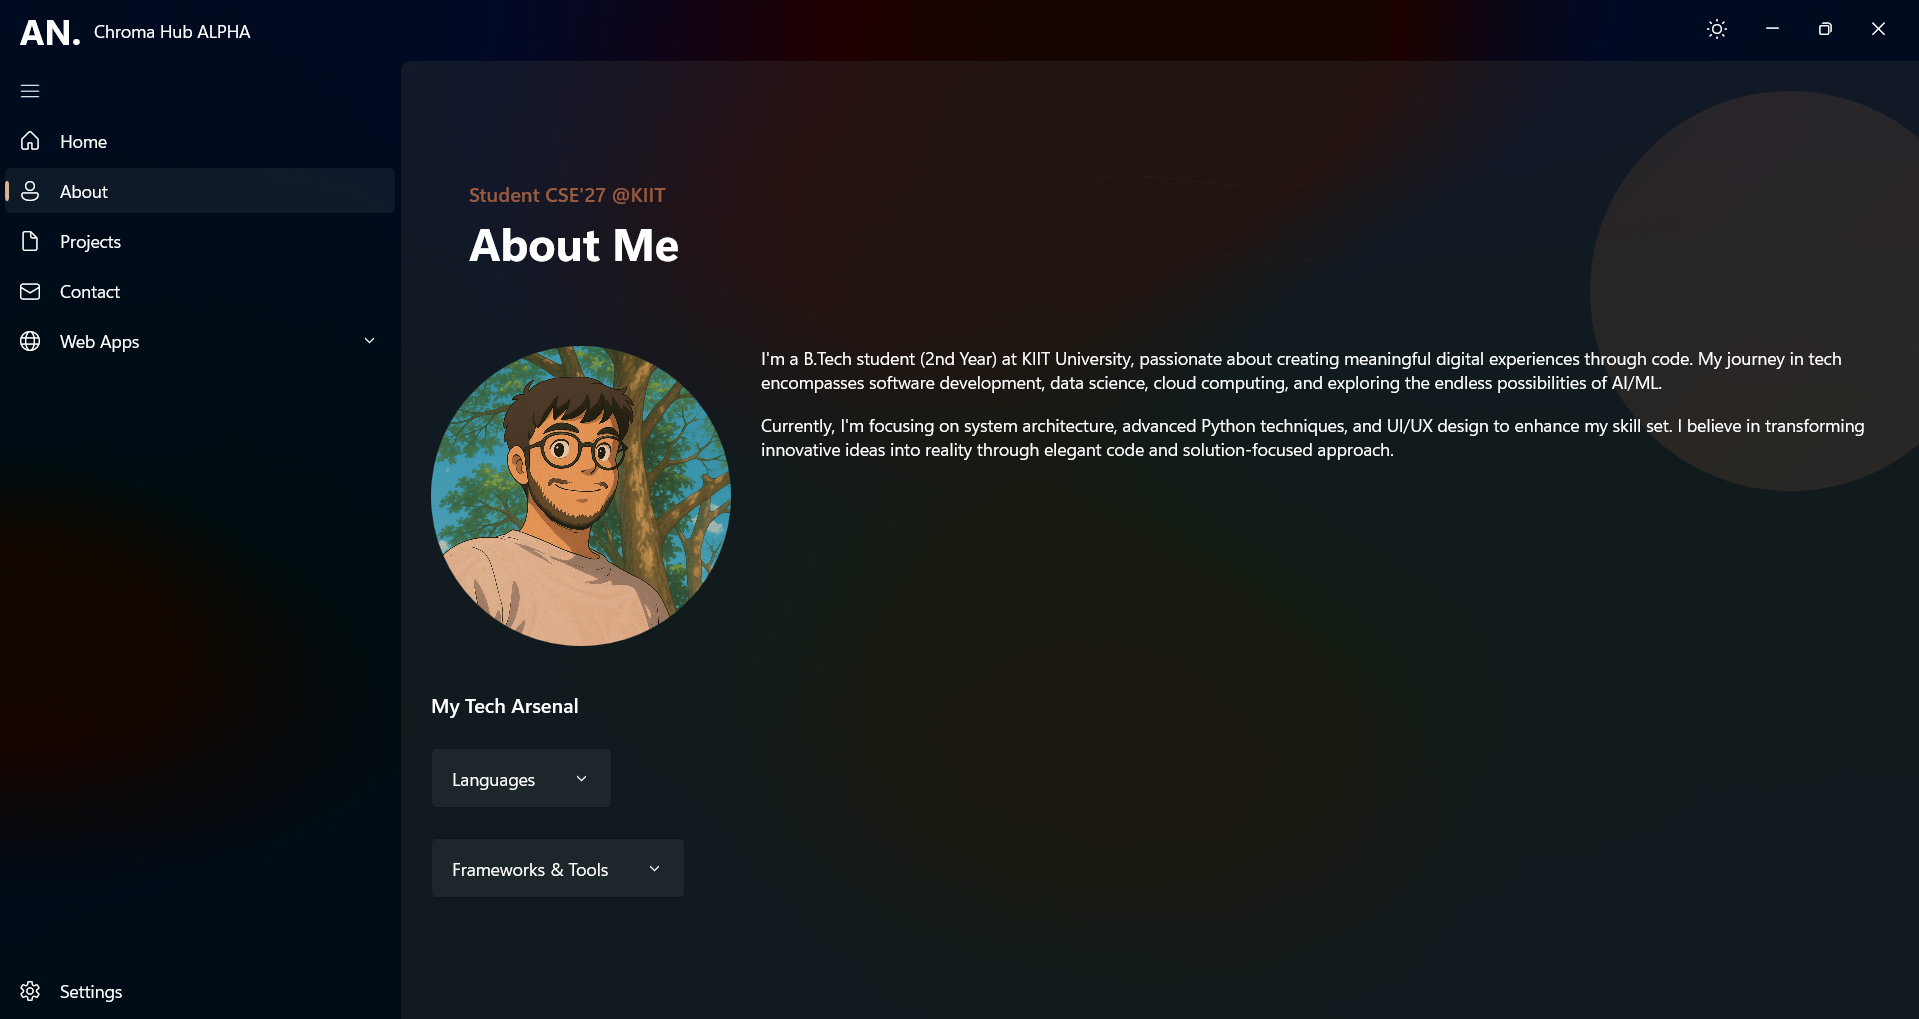 AN. Chroma Hub ALPHA
Home
About
Projects
Contact
Web Apps
Settings
Student CSE'27 @KIIT
About Me
I'm a B.Tech student (2nd Year) at KIIT University, passionate about creating meaningful digital experiences through code. My journey in tech
encompasses software development, data science, cloud computing, and exploring the endless possibilities of AI/ML.
Currently, I'm focusing on system architecture, advanced Python techniques, and UI/UX design to enhance my skill set. I believe in transforming
innovative ideas into reality through elegant code and solution-focused approach.
My Tech Arsenal
Languages
Frameworks & Tools